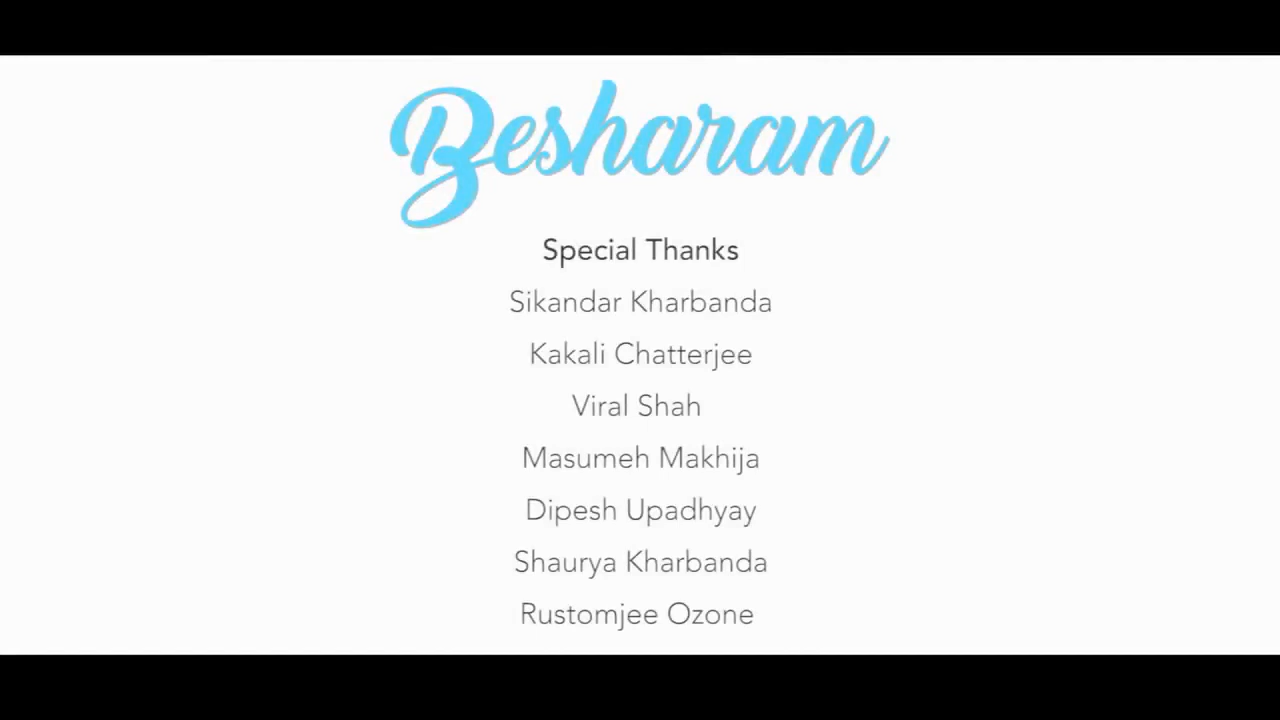 Besharam
Special Thanks
Sikandar Kharbanda
Kakali Chatterjee
Viral Shah
Masumeh Makhija
Dipesh Upadhyay
Shaurya Kharbanda
Rustomjee Ozone